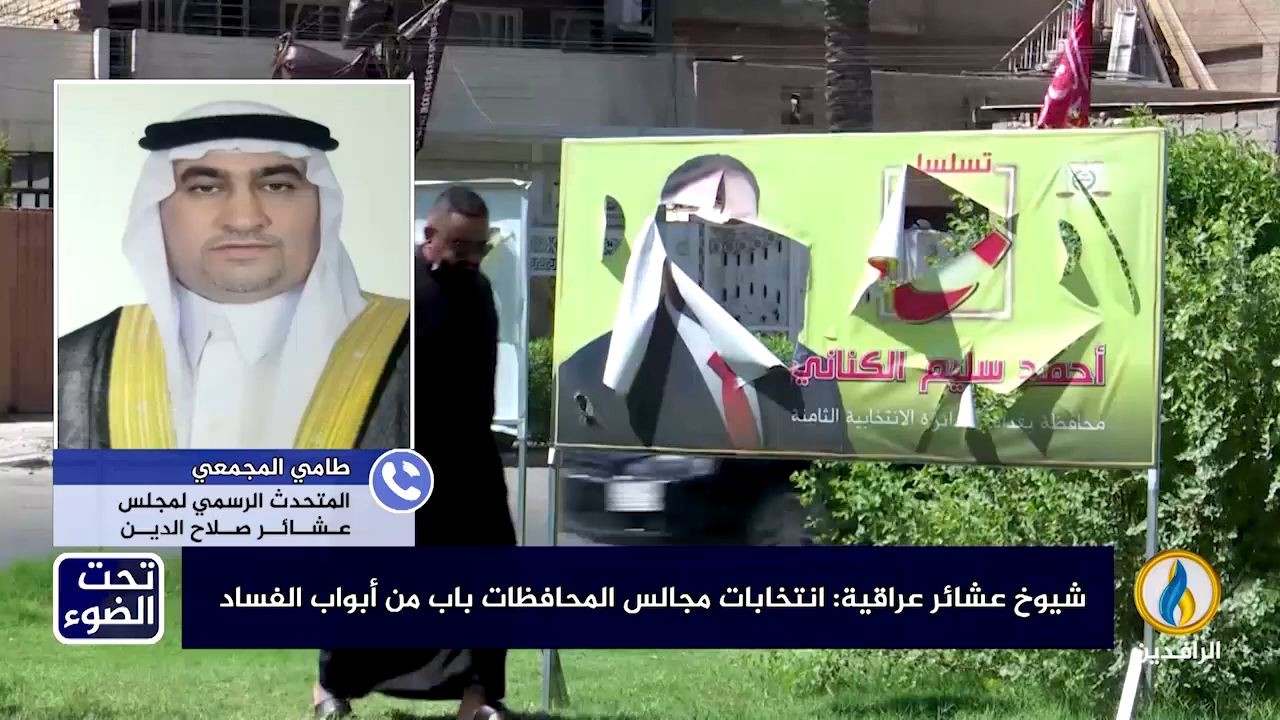 تسلسل
أحمد سليم الكناني
محافظة بغداد الدائرة الانتخابية الثامنة
طامي المجمعي
المتحدث الرسمي لمجلس
عشائر صلاح الدين
تحت
الضوء
شيوخ عشائر عراقية: انتخابات مجالس المحافظات باب من أبواب الفساد
الرافدين